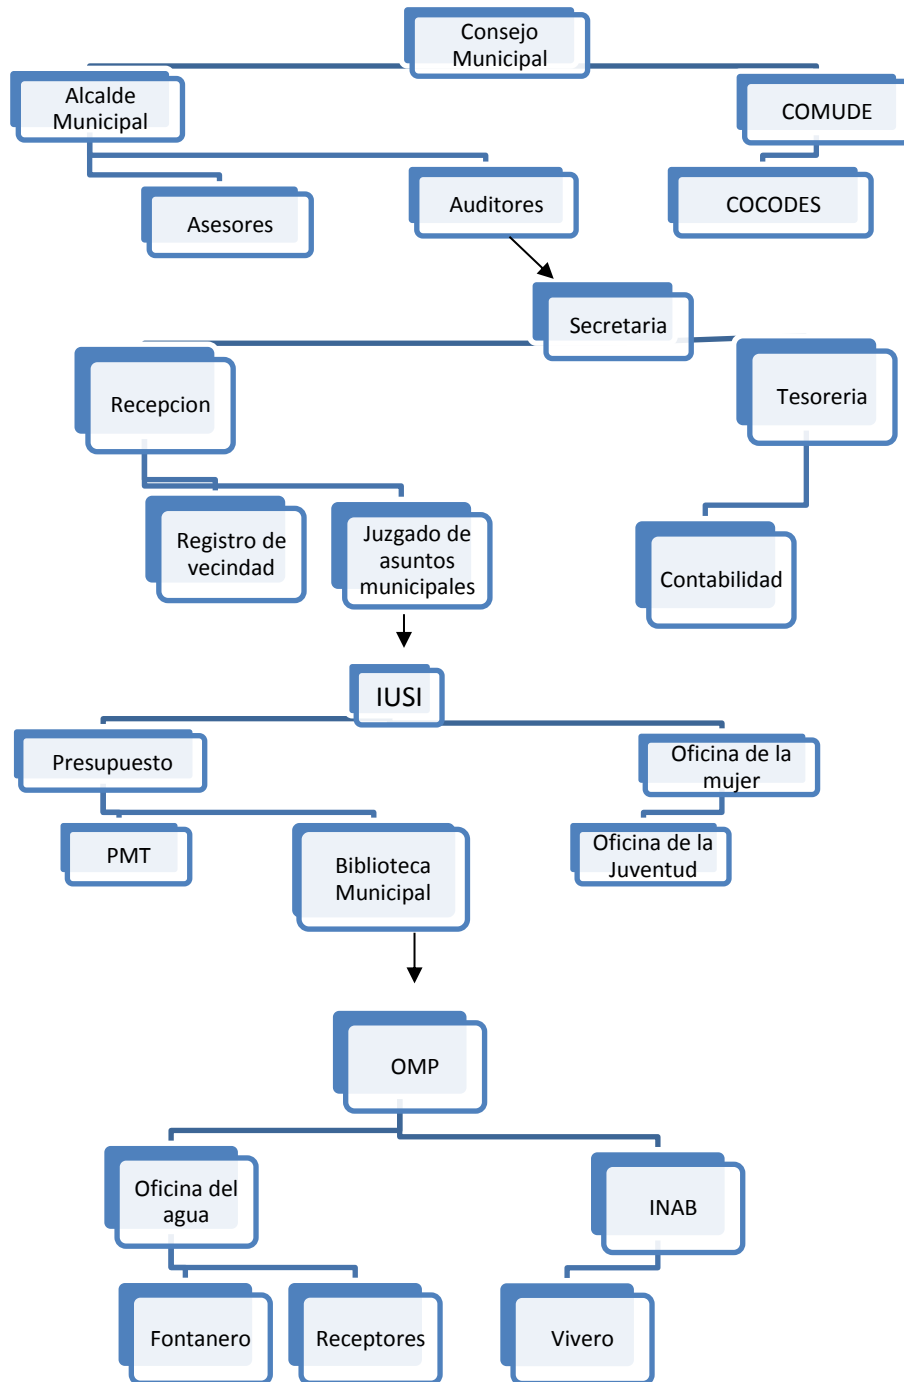 Consejo
Municipal
Alcalde
Municipal
COMUDE
Asesores
Auditores
COCODES
Secretaria
Recepcion
Tesoreria
Registro de
vecindad
Juzgado de
asuntos
municipales
Contabilidad
IUSI
Presupuesto
Oficina de la
mujer
PMT
Biblioteca
Municipal
Oficina de la
Juventud
OMP
Oficina del
agua
INAB
Fontanero
Receptores
Vivero